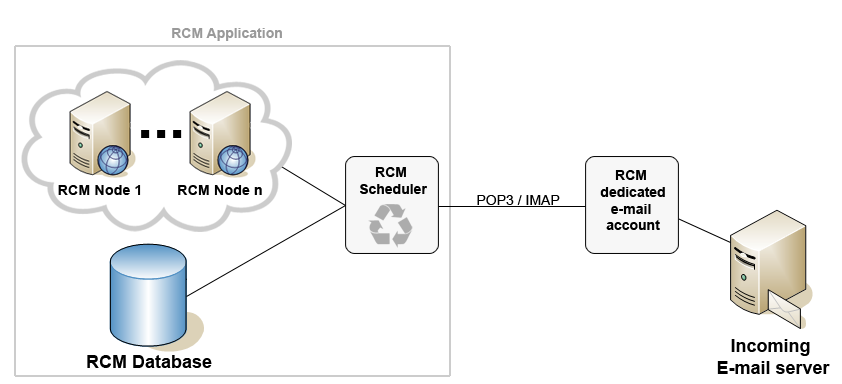 RCM Application
RCM Node 1
RCM Node n
RCM
Scheduler
POP3 / IMAP
RCM
dedicated
e-mail
account
RCM Database
Incoming
E-mail server